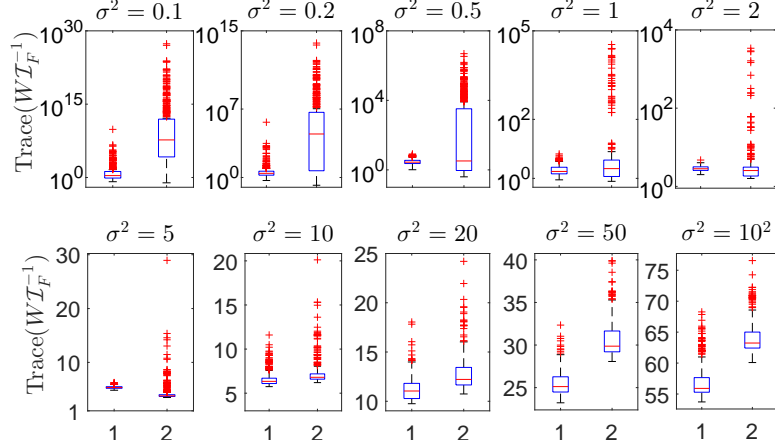 σ² = 0.1 σ² = 0.2 σ² = 0.5 σ² = 1 σ² = 2
Trace(Wℐ_F⁻¹)
10³⁰ 10¹⁵ 10⁸ 10⁵ 10⁴
10¹⁵ 10⁷ 10⁴ 10² 10²
10⁰ 10⁰ 10⁰ 10⁰ 10⁰
σ² = 5 σ² = 10 σ² = 20 σ² = 50 σ² = 10²
Trace(Wℐ_F⁻¹)
30 20 25 40 75
10 15 20 35 70
1 10 15 30 65
5 10 25 60
55
1 2 1 2 1 2 1 2 1 2